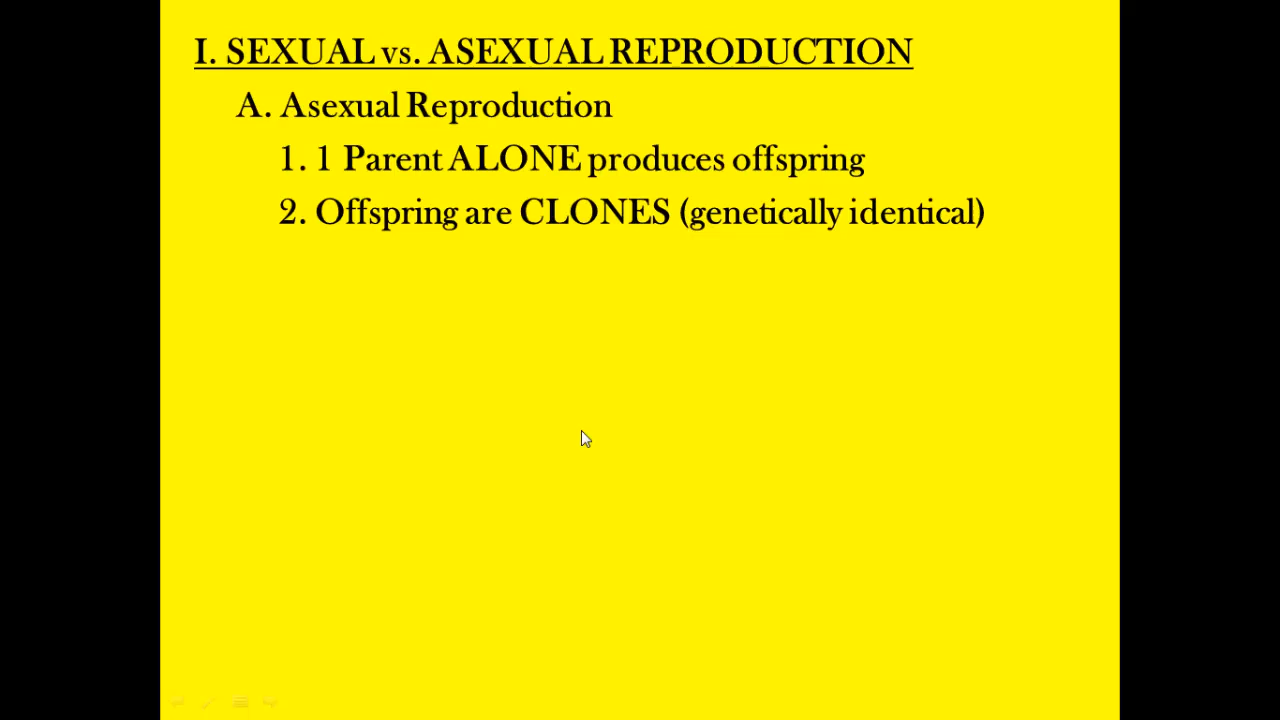 I. SEXUAL vs. ASEXUAL REPRODUCTION
A. Asexual Reproduction
1. 1 Parent ALONE produces offspring
2. Offspring are CLONES (genetically identical)